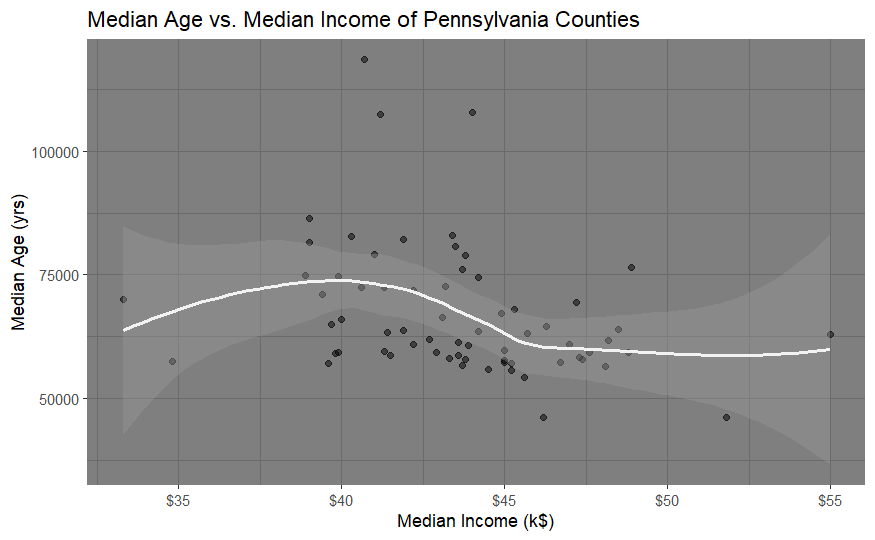 Median Age vs. Median Income of Pennsylvania Counties
Median Age (yrs)
100000
75000
50000
$35
$40
$45
$50
$55
Median Income (k$)